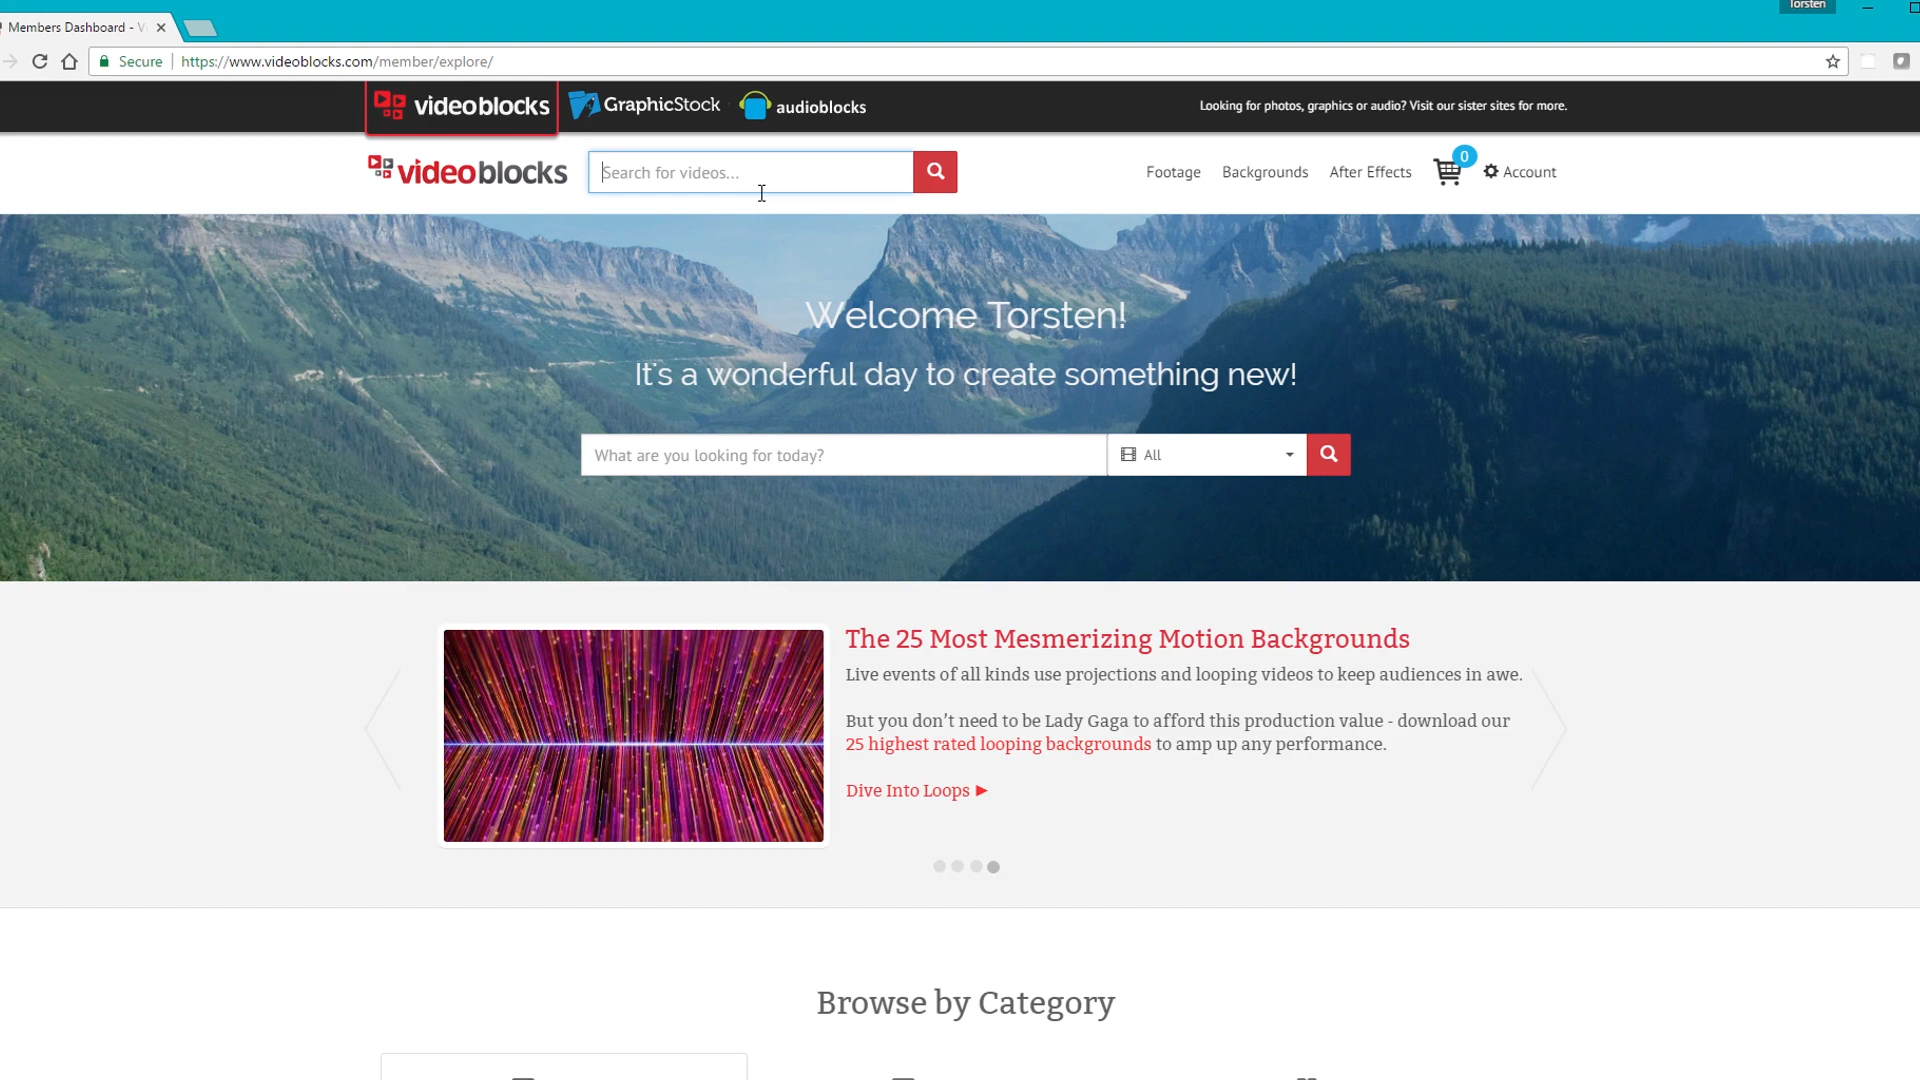 Torsten
Members Dashboard - V
Secure
https://www.videoblocks.com/member/explore/
videoblocks
GraphicStock
audioblocks
Looking for photos, graphics or audio? Visit our sister sites for more.
videoblocks
Search for videos...
Footage
Backgrounds
After Effects
0
Account
Welcome Torsten!
It's a wonderful day to create something new!
What are you looking for today?
All
The 25 Most Mesmerizing Motion Backgrounds
Live events of all kinds use projections and looping videos to keep audiences in awe.
But you don’t need to be Lady Gaga to afford this production value - download our
25 highest rated looping backgrounds to amp up any performance.
Dive Into Loops ►
Browse by Category